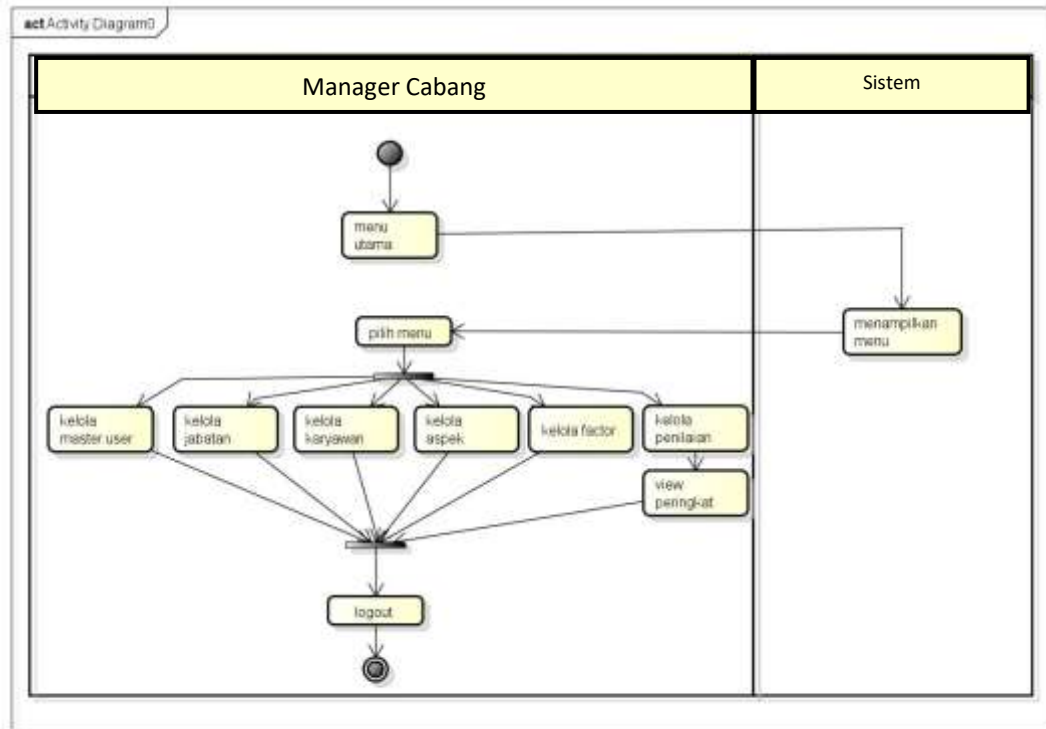 act Activity Diagram0
Manager Cabang
Sistem
menu
utama
menampilkan
menu
pilih menu
kelola
master user
kelola
jabatan
kelola
karyawan
kelola
aspek
kelola factor
kelola
penilaian
view
peringkat
logout